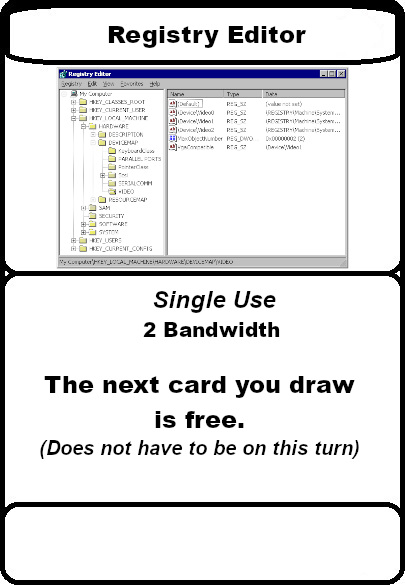 Registry Editor
Registry Editor
Registry Edit View Favorites Help
My Computer
HKEY_CLASSES_ROOT
HKEY_CURRENT_USER
HKEY_LOCAL_MACHINE
HARDWARE
DESCRIPTION
DEVICEMAP
KeyboardClass
PARALLEL PORTS
PointerClass
Scsi
SERIALCOMM
VIDEO
RESOURCEMAP
SAM
SECURITY
SOFTWARE
SYSTEM
HKEY_USERS
HKEY_CURRENT_CONFIG
Name Type Data
(Default) REG_SZ (value not set)
\Device\Video0 REG_SZ \REGISTRY\Machine\System...
\Device\Video1 REG_SZ \REGISTRY\Machine\System...
\Device\Video2 REG_SZ \REGISTRY\Machine\System...
MaxObjectNumber REG_DWO... 0x00000002 (2)
VgaCompatible REG_SZ \Device\Video1
My Computer\HKEY_LOCAL_MACHINE\HARDWARE\DEVICEMAP\VIDEO
Single Use
2 Bandwidth
The next card you draw
is free.
(Does not have to be on this turn)